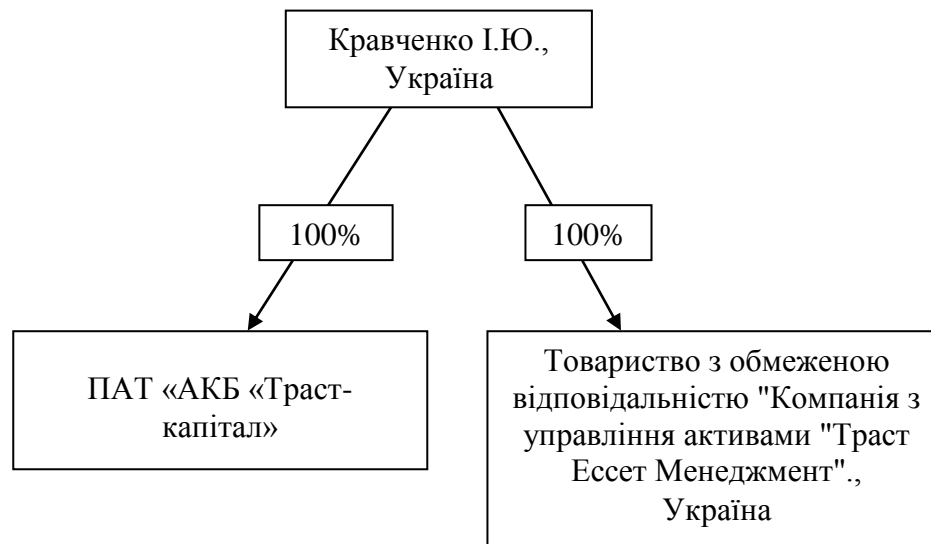 Кравченко І.Ю.,
Україна
100%
100%
ПАТ «АКБ «Траст-
капітал»
Товариство з обмеженою
відповідальністю "Компанія з
управління активами "Траст
Ессет Менеджмент".,
Україна